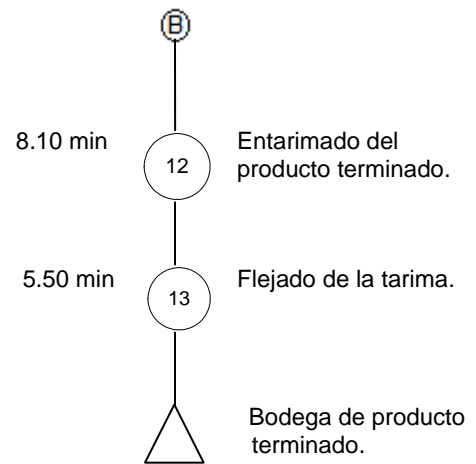 B
8.10 min
12
Entarimado del
producto terminado.
5.50 min
13
Flejado de la tarima.
Bodega de producto
terminado.